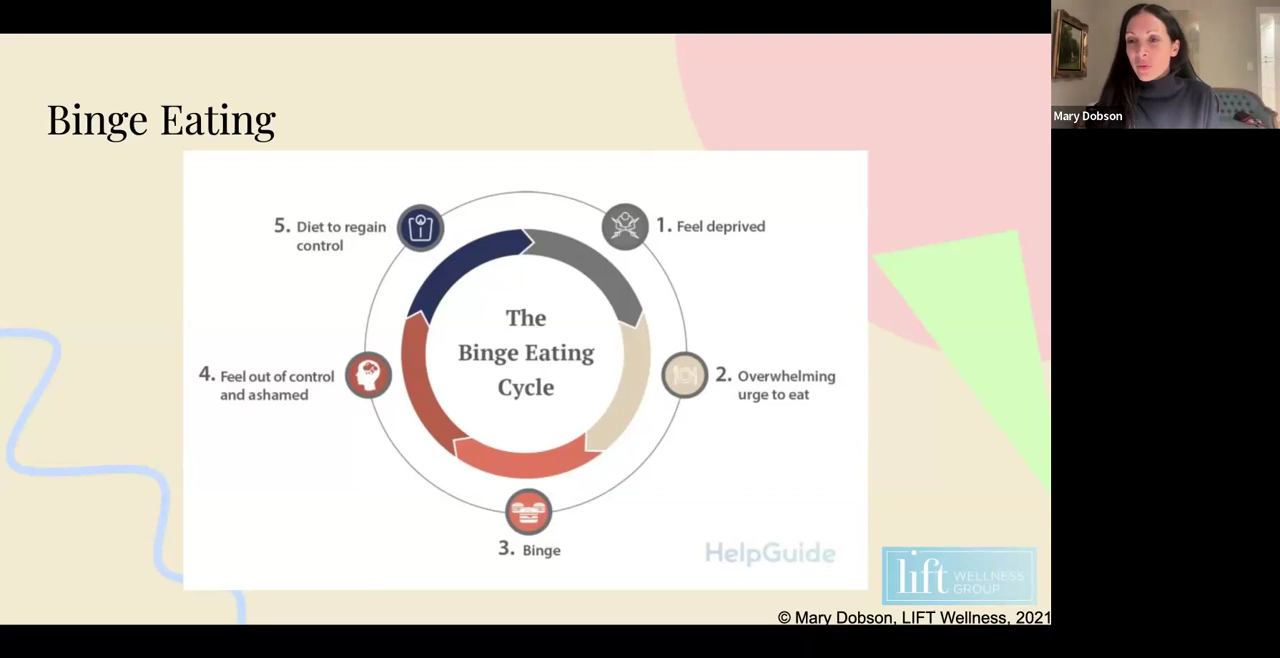 Binge Eating
5. Diet to regain
control
1. Feel deprived
The
Binge Eating
Cycle
4. Feel out of control
and ashamed
2. Overwhelming
urge to eat
3. Binge
HelpGuide
lift WELLNESS
GROUP
© Mary Dobson, LIFT Wellness, 2021
Mary Dobson